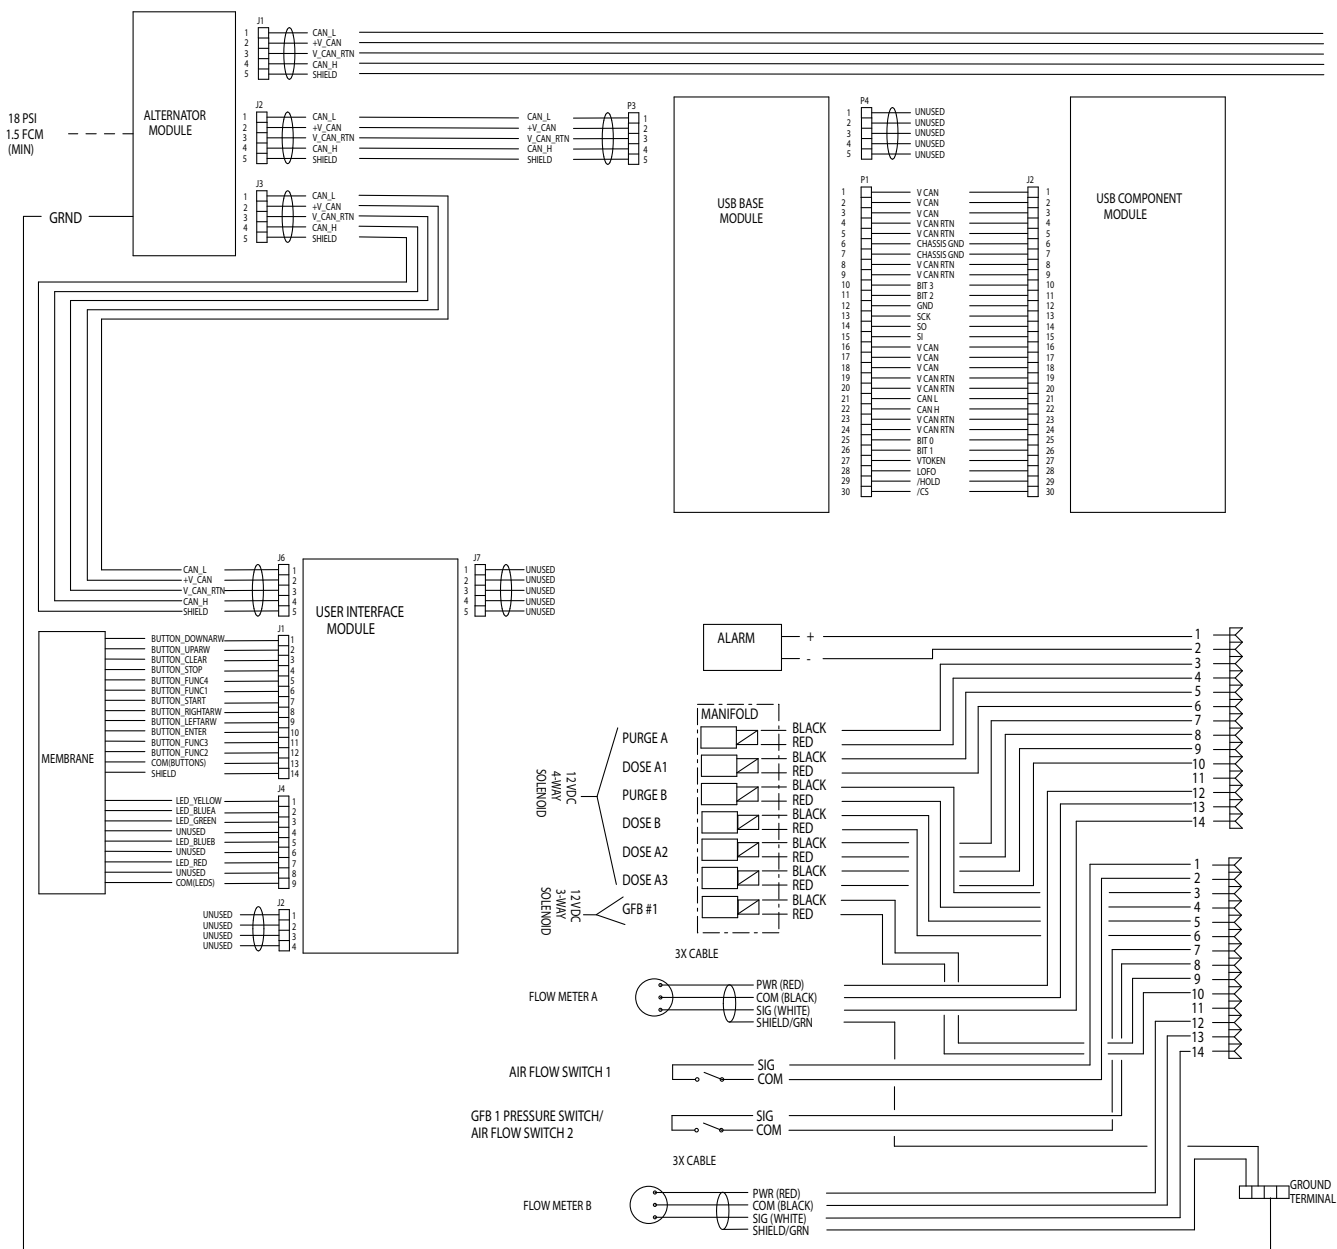 J1
1 CAN_L
2 +V_CAN
3 V_CAN_RTN
4 CAN_H
5 SHIELD
ALTERNATOR
MODULE
18 PSI
1.5 FCM
(MIN)
GRND
J2
1 CAN_L
2 +V_CAN
3 V_CAN_RTN
4 CAN_H
5 SHIELD
P3
CAN_L 1
+V_CAN 2
V_CAN_RTN 3
CAN_H 4
SHIELD 5
J3
1 CAN_L
2 +V_CAN
3 V_CAN_RTN
4 CAN_H
5 SHIELD
USB BASE
MODULE
P4
1 UNUSED
2 UNUSED
3 UNUSED
4 UNUSED
5 UNUSED
USB COMPONENT
MODULE
P1 J2
1 V CAN 1
2 V CAN 2
3 V CAN 3
4 V CAN RTN 4
5 V CAN RTN 5
6 CHASSIS GND 6
7 CHASSIS GND 7
8 V CAN RTN 8
9 V CAN RTN 9
10 BIT 3 10
11 BIT 2 11
12 GND 12
13 SCK 13
14 SO 14
15 SI 15
16 V CAN 16
17 V CAN 17
18 V CAN 18
19 V CAN RTN 19
20 V CAN RTN 20
21 CAN L 21
22 CAN H 22
23 V CAN RTN 23
24 V CAN RTN 24
25 BIT 0 25
26 BIT 1 26
27 VTOKEN 27
28 LOFO 28
29 /HOLD 29
30 /CS 30
J6
CAN_L 1
+V_CAN 2
V_CAN_RTN 3
CAN_H 4
SHIELD 5
USER INTERFACE
MODULE
J7
1 UNUSED
2 UNUSED
3 UNUSED
4 UNUSED
5 UNUSED
MEMBRANE
J1
BUTTON_DOWNARW 1
BUTTON_UPARW 2
BUTTON_CLEAR 3
BUTTON_STOP 4
BUTTON_FUNC4 5
BUTTON_FUNC1 6
BUTTON_START 7
BUTTON_RIGHTARW 8
BUTTON_LEFTARW 9
BUTTON_ENTER 10
BUTTON_FUNC3 11
BUTTON_FUNC2 12
COM(BUTTONS) 13
SHIELD 14
J4
LED_YELLOW 1
LED_BLUEA 2
LED_GREEN 3
UNUSED 4
LED_BLUEB 5
UNUSED 6
LED_RED 7
UNUSED 8
COM(LEDS) 9
J2
UNUSED 1
UNUSED 2
UNUSED 3
UNUSED 4
ALARM
+
-
MANIFOLD
12VDC
4-WAY
SOLENOID
PURGE A BLACK
RED
DOSE A1 BLACK
RED
PURGE B BLACK
RED
DOSE B BLACK
RED
DOSE A2 BLACK
RED
DOSE A3 BLACK
RED
12VDC
3-WAY
SOLENOID
GFB #1 BLACK
RED
1
2
3
4
5
6
7
8
9
10
11
12
13
14
1
2
3
4
5
6
7
8
9
10
11
12
13
14
3X CABLE
FLOW METER A
PWR (RED)
COM (BLACK)
SIG (WHITE)
SHIELD/GRN
AIR FLOW SWITCH 1
SIG
COM
GFB 1 PRESSURE SWITCH/
AIR FLOW SWITCH 2
SIG
COM
3X CABLE
FLOW METER B
PWR (RED)
COM (BLACK)
SIG (WHITE)
SHIELD/GRN
GROUND
TERMINAL